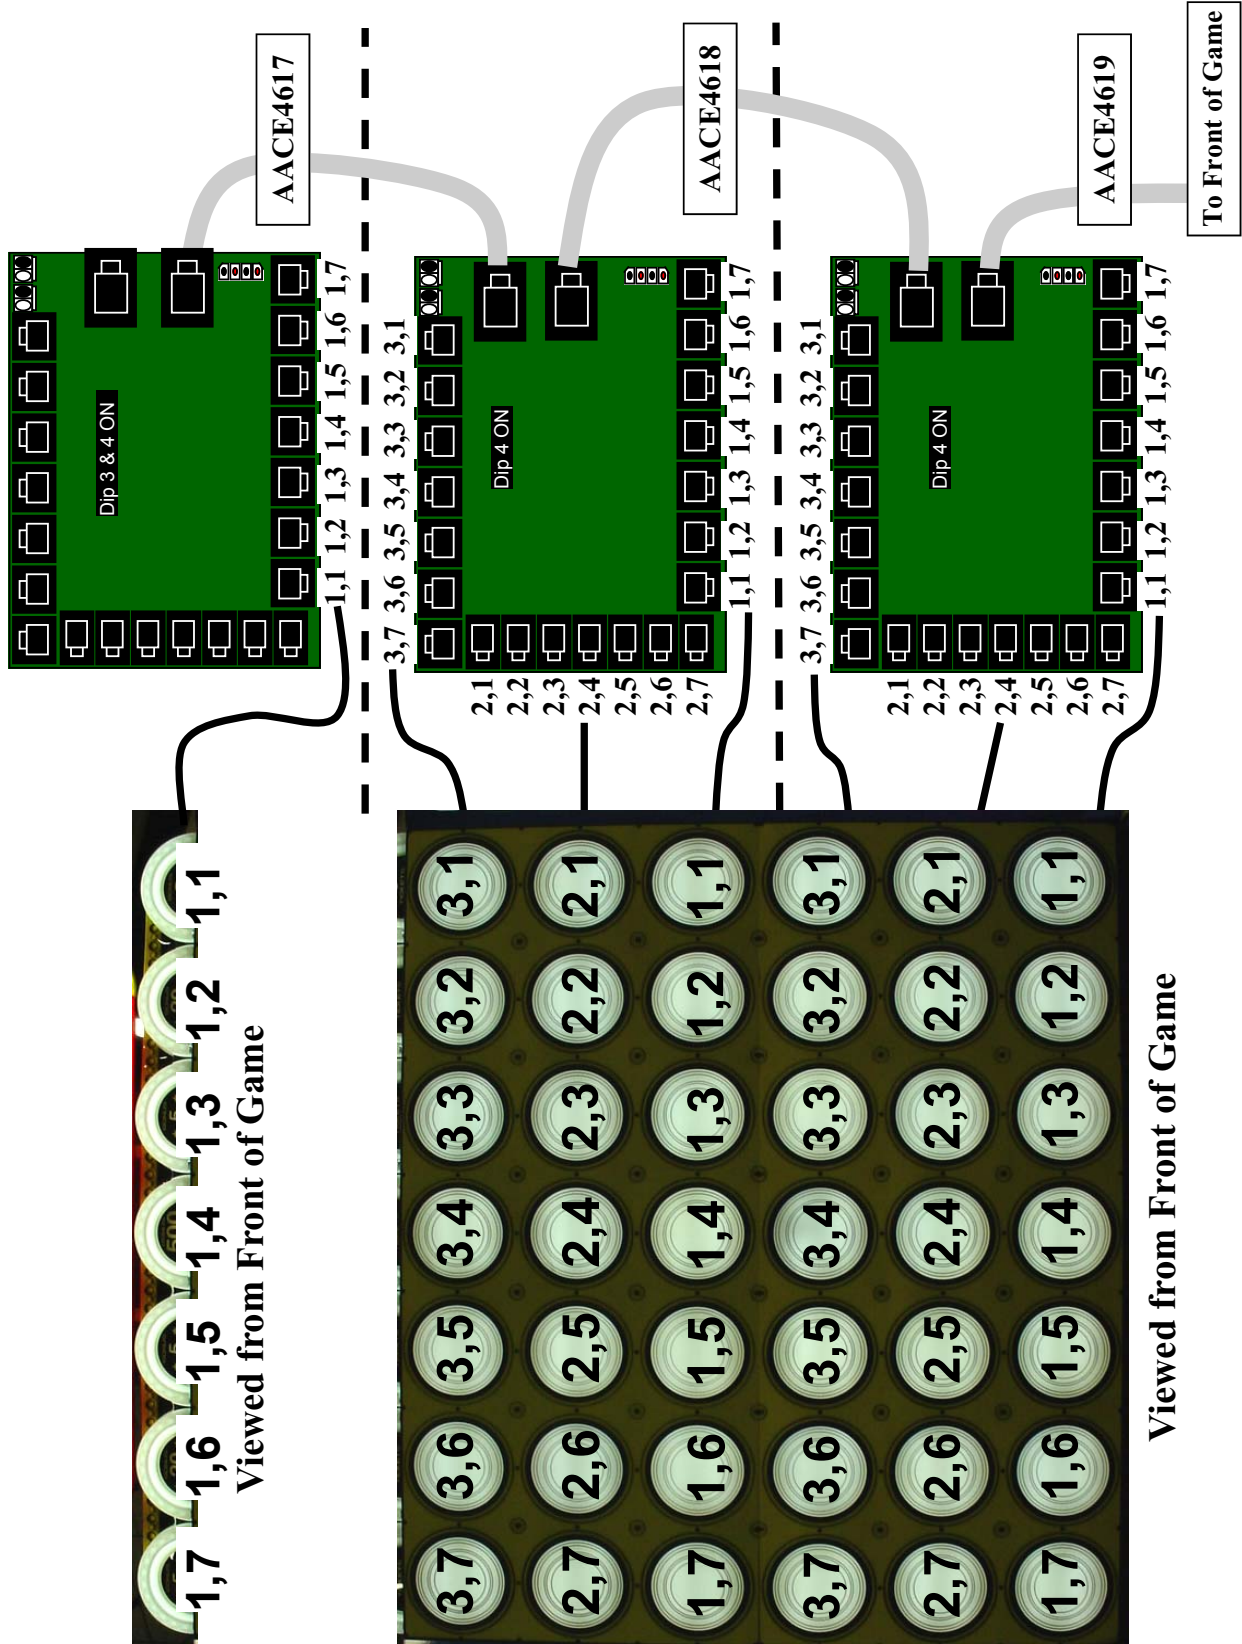 1,7 1,6 1,5 1,4 1,3 1,2 1,1
Viewed from Front of Game
Dip 3 & 4 ON
1,1 1,2 1,3 1,4 1,5 1,6 1,7
AACE4617
3,7 3,6 3,5 3,4 3,3 3,2 3,1
2,7 2,6 2,5 2,4 2,3 2,2 2,1
1,7 1,6 1,5 1,4 1,3 1,2 1,1
3,7 3,6 3,5 3,4 3,3 3,2 3,1
2,1
2,2
2,3
2,4
2,5
2,6
2,7
Dip 4 ON
1,1 1,2 1,3 1,4 1,5 1,6 1,7
AACE4618
3,7 3,6 3,5 3,4 3,3 3,2 3,1
2,7 2,6 2,5 2,4 2,3 2,2 2,1
1,7 1,6 1,5 1,4 1,3 1,2 1,1
Viewed from Front of Game
3,7 3,6 3,5 3,4 3,3 3,2 3,1
2,1
2,2
2,3
2,4
2,5
2,6
2,7
Dip 4 ON
1,1 1,2 1,3 1,4 1,5 1,6 1,7
AACE4619
To Front of Game